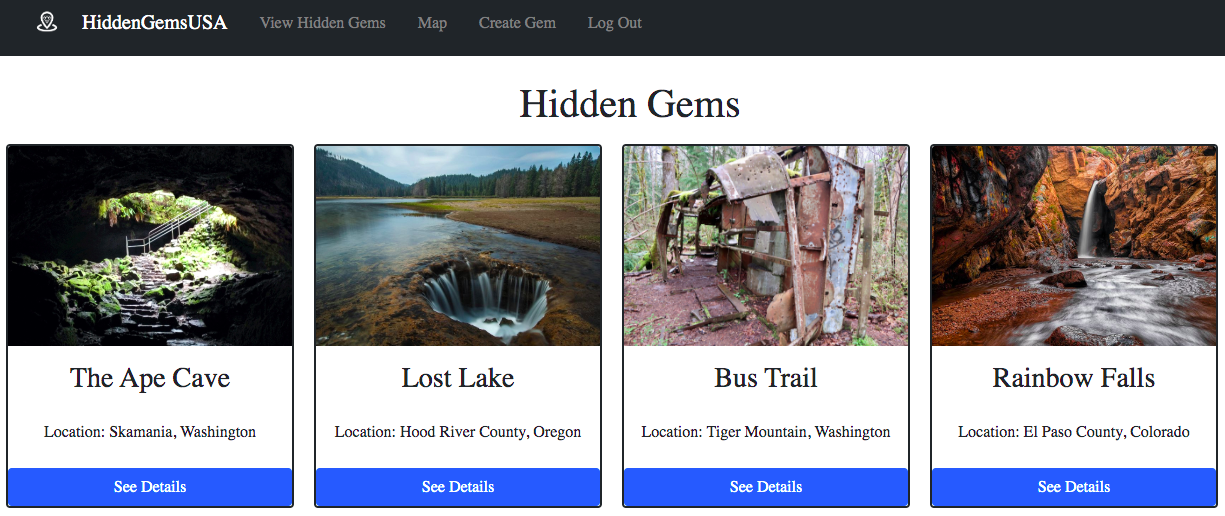 HiddenGemsUSA View Hidden Gems Map Create Gem Log Out
Hidden Gems
The Ape Cave
Location: Skamania, Washington
See Details
Lost Lake
Location: Hood River County, Oregon
See Details
Bus Trail
Location: Tiger Mountain, Washington
See Details
Rainbow Falls
Location: El Paso County, Colorado
See Details